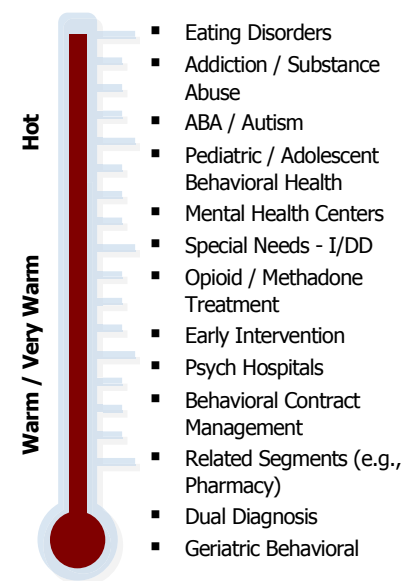 Hot
Warm / Very Warm
▪ Eating Disorders
▪ Addiction / Substance
Abuse
▪ ABA / Autism
▪ Pediatric / Adolescent
Behavioral Health
▪ Mental Health Centers
▪ Special Needs - I/DD
▪ Opioid / Methadone
Treatment
▪ Early Intervention
▪ Psych Hospitals
▪ Behavioral Contract
Management
▪ Related Segments (e.g.,
Pharmacy)
▪ Dual Diagnosis
▪ Geriatric Behavioral